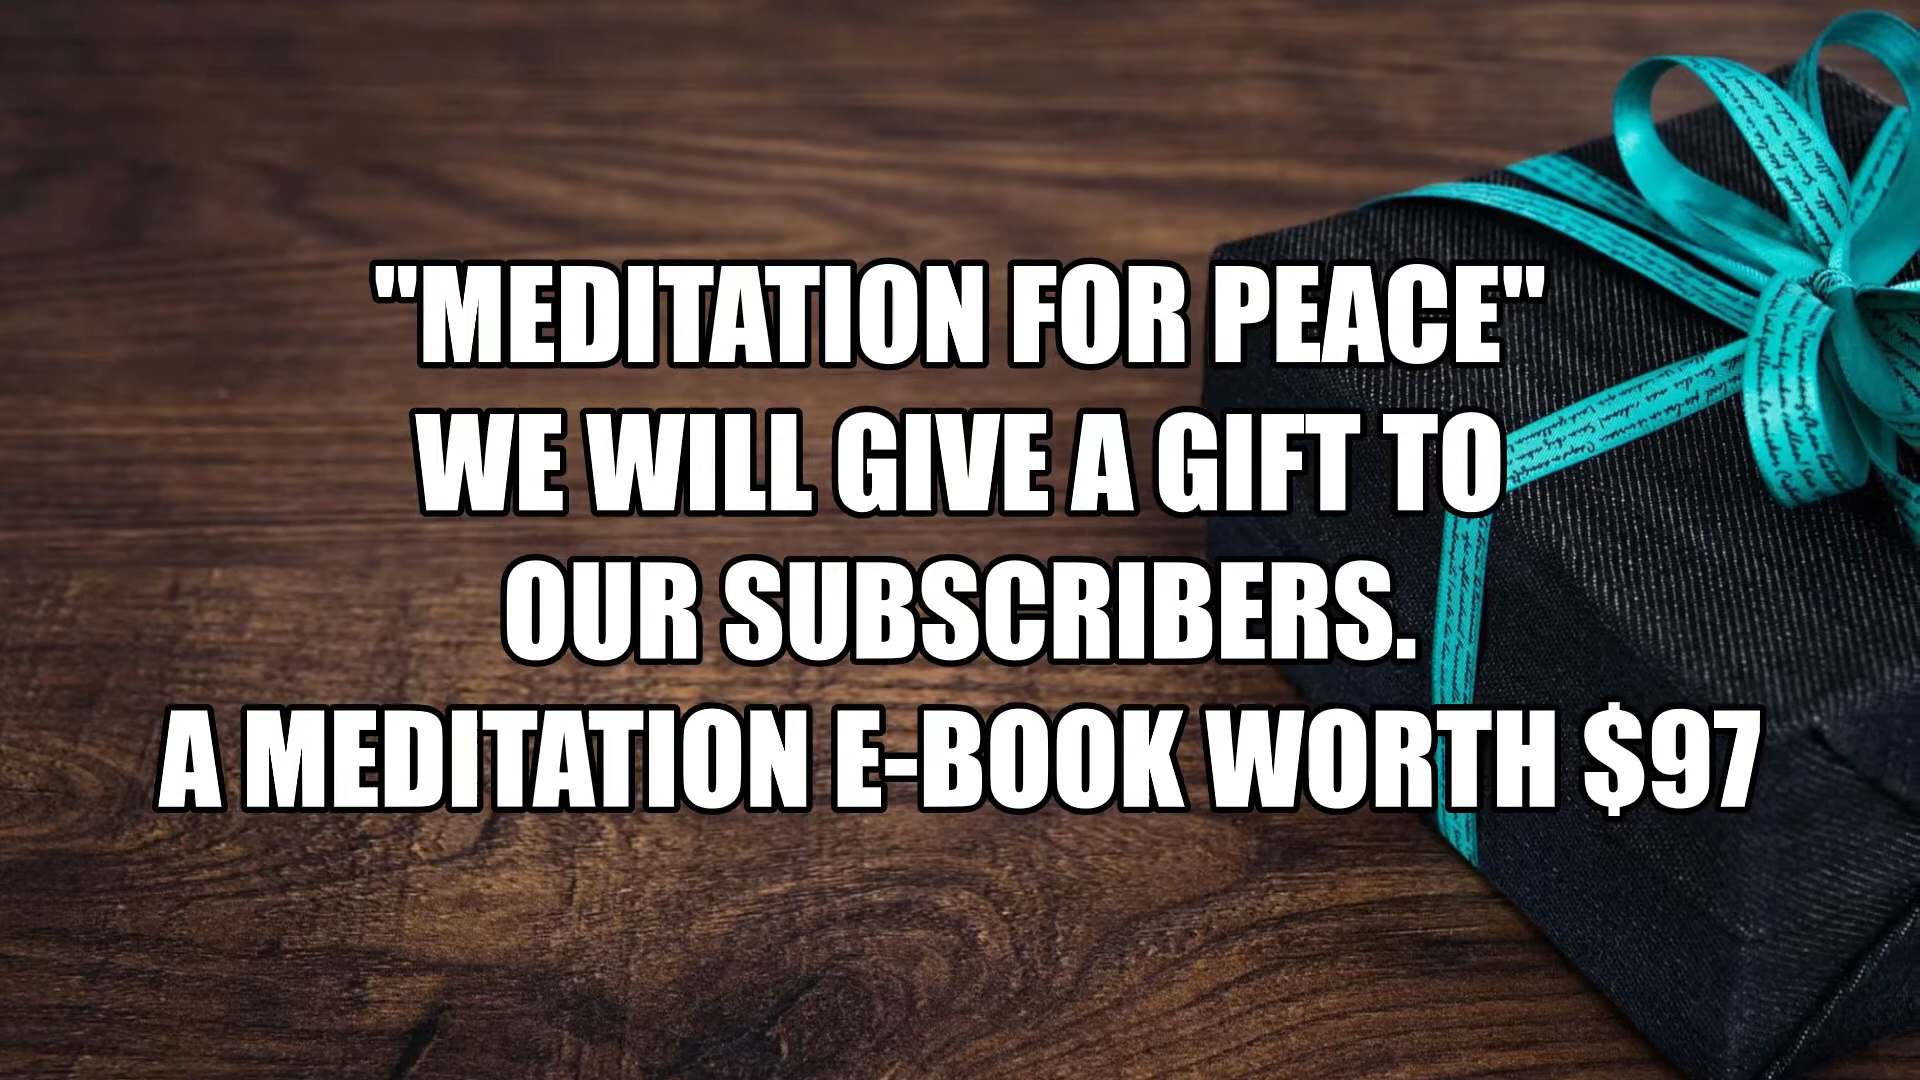 "MEDITATION FOR PEACE"
WE WILL GIVE A GIFT TO
OUR SUBSCRIBERS.
A MEDITATION E-BOOK WORTH $97